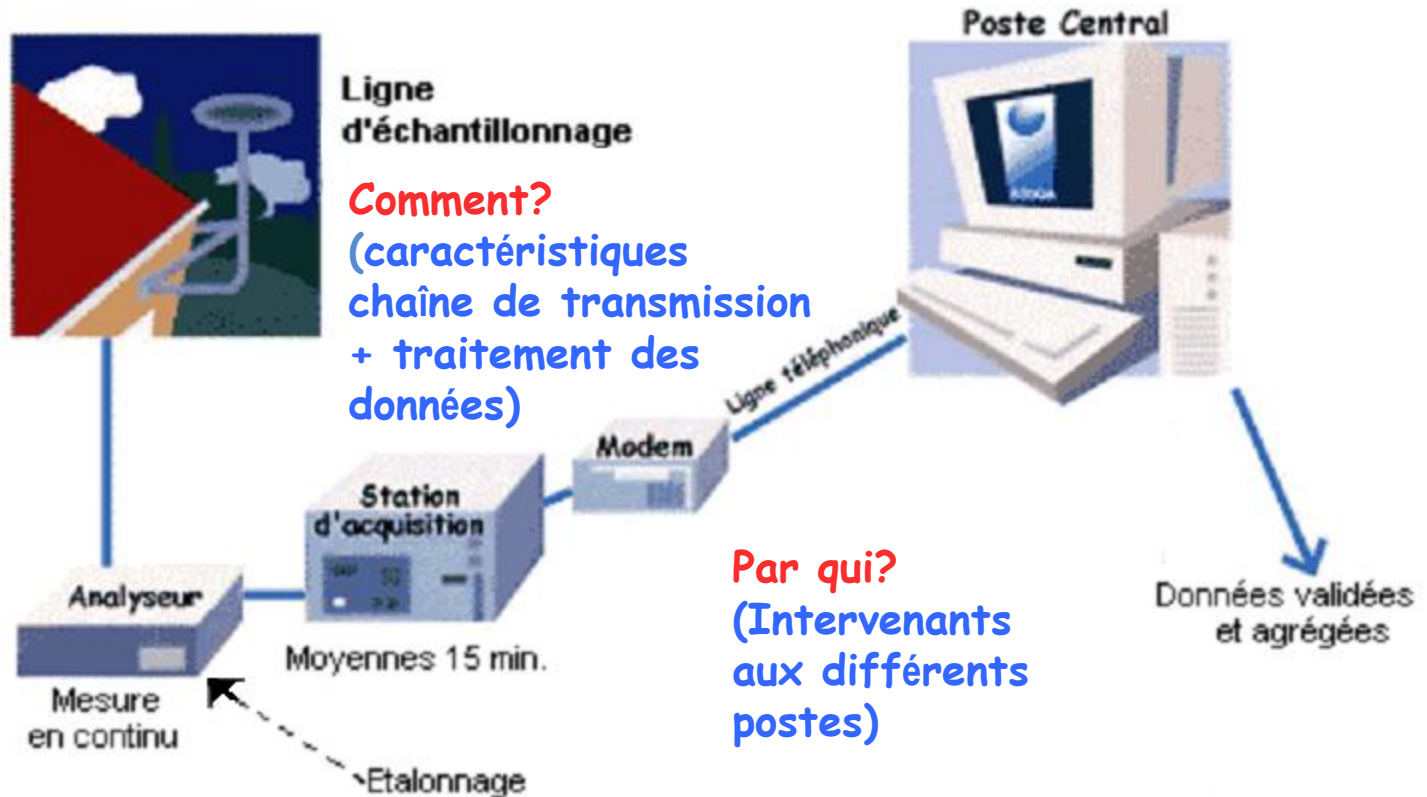 Poste Central
Ligne
d'échantillonnage
Comment?
(caractéristiques
chaîne de transmission
+ traitement des
données)
Ligne téléphonique
Modem
Station
d'acquisition
Analyseur
Moyennes 15 min.
Mesure
en continu
Etalonnage
Par qui?
(Intervenants
aux différents
postes)
Données validées
et agrégées